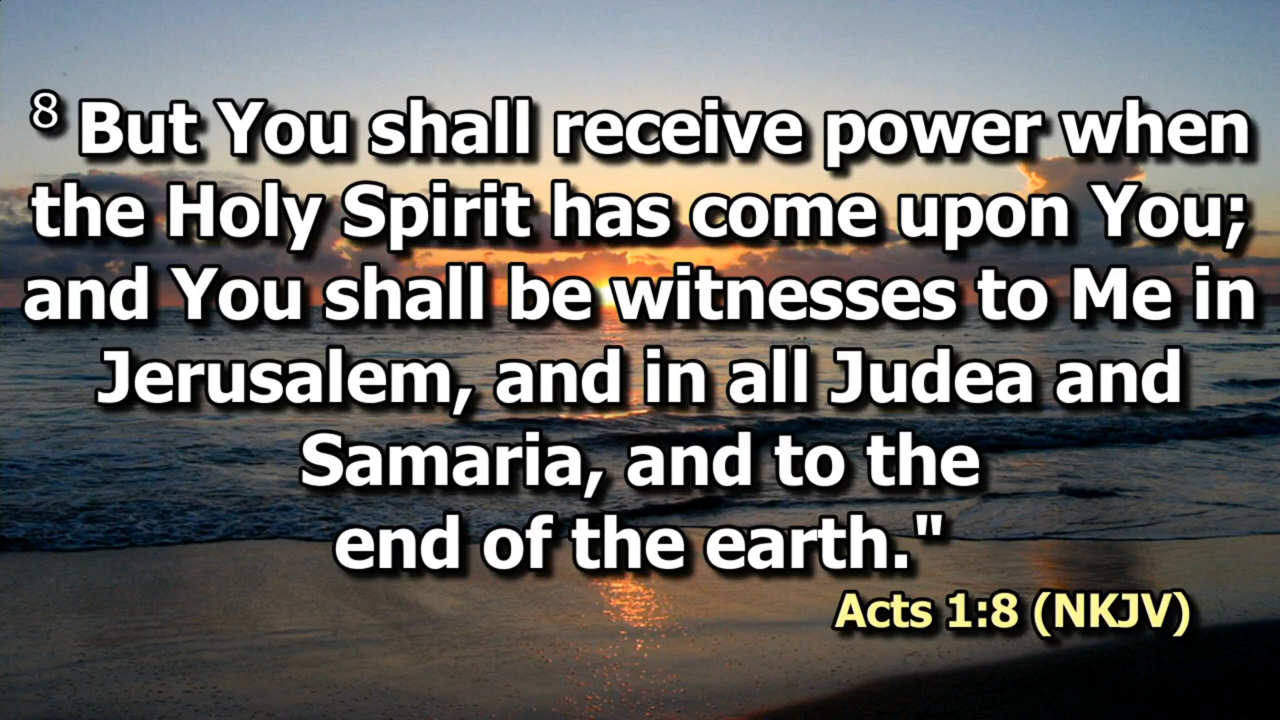 8 But You shall receive power when
the Holy Spirit has come upon You;
and You shall be witnesses to Me in
Jerusalem, and in all Judea and
Samaria, and to the
end of the earth."
Acts 1:8 (NKJV)